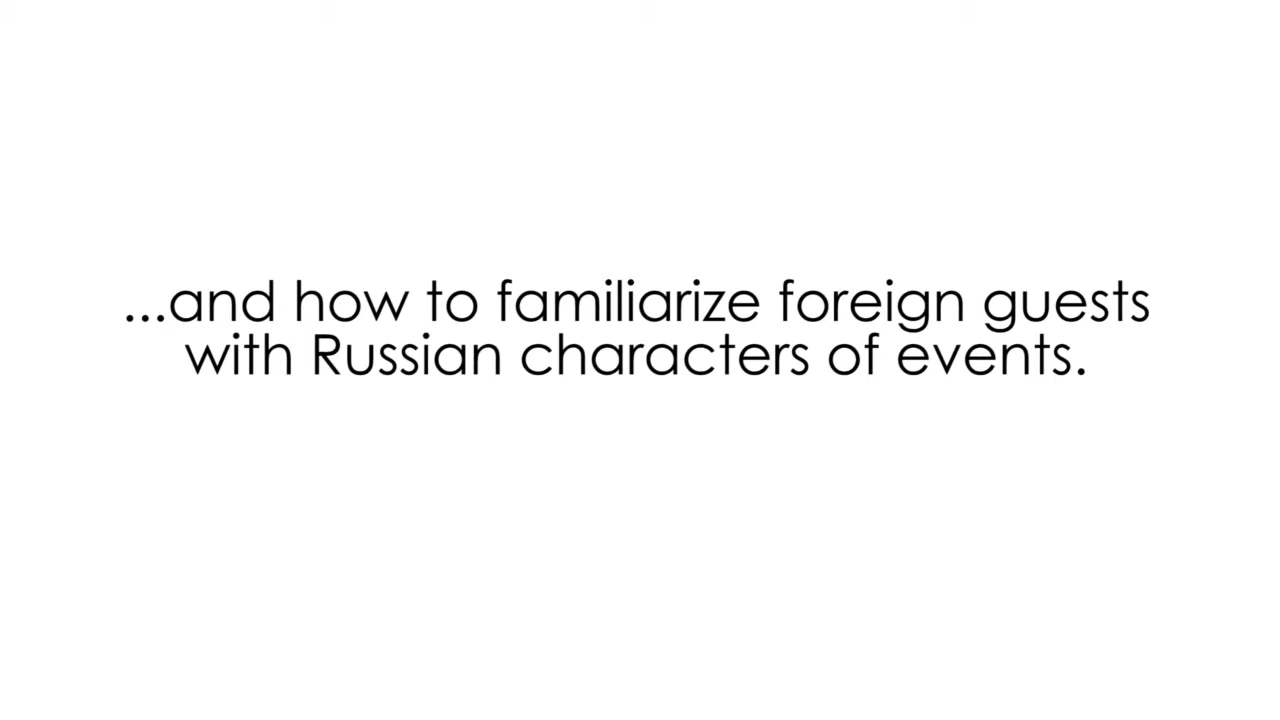 ...and how to familiarize foreign guests
with Russian characters of events.